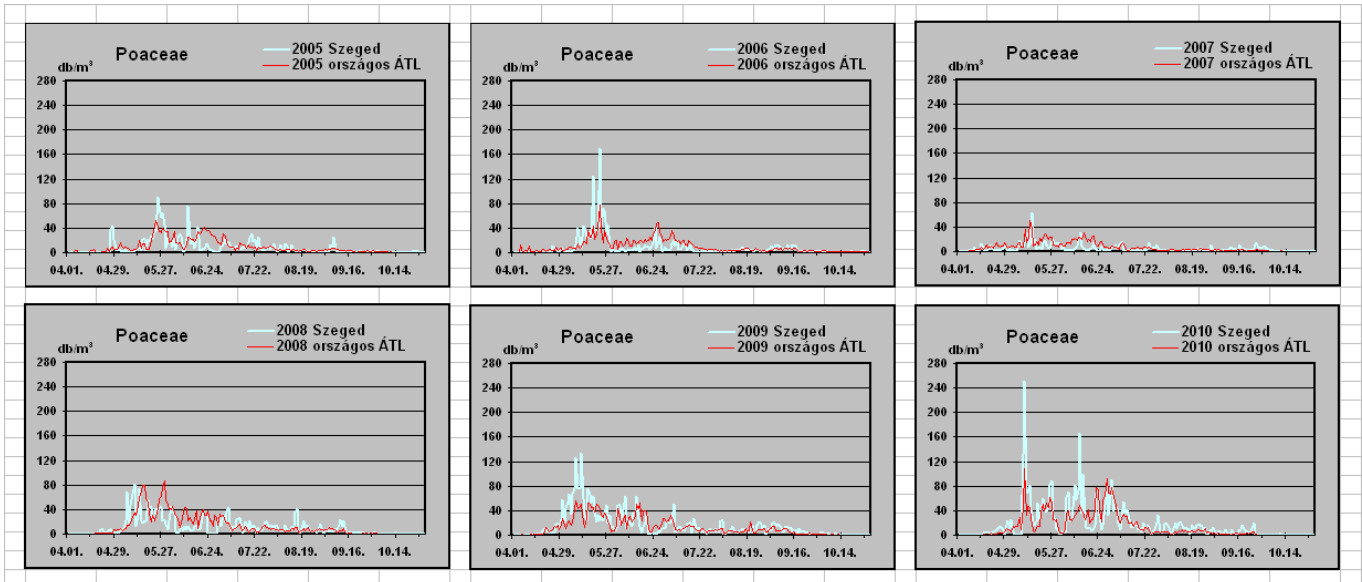 Poaceae
2005 Szeged
2005 országos ÁTL
db/m³
280
240
200
160
120
80
40
0
04.01. 04.29. 05.27. 06.24. 07.22. 08.19. 09.16. 10.14.
Poaceae
2006 Szeged
2006 országos ÁTL
db/m³
280
240
200
160
120
80
40
0
04.01. 04.29. 05.27. 06.24. 07.22. 08.19. 09.16. 10.14.
Poaceae
2007 Szeged
2007 országos ÁTL
db/m³
280
240
200
160
120
80
40
0
04.01. 04.29. 05.27. 06.24. 07.22. 08.19. 09.16. 10.14.
Poaceae
2008 Szeged
2008 országos ÁTL
db/m³
280
240
200
160
120
80
40
0
04.01. 04.29. 05.27. 06.24. 07.22. 08.19. 09.16. 10.14.
Poaceae
2009 Szeged
2009 országos ÁTL
db/m³
280
240
200
160
120
80
40
0
04.01. 04.29. 05.27. 06.24. 07.22. 08.19. 09.16. 10.14.
Poaceae
2010 Szeged
2010 országos ÁTL
db/m³
280
240
200
160
120
80
40
0
04.01. 04.29. 05.27. 06.24. 07.22. 08.19. 09.16. 10.14.